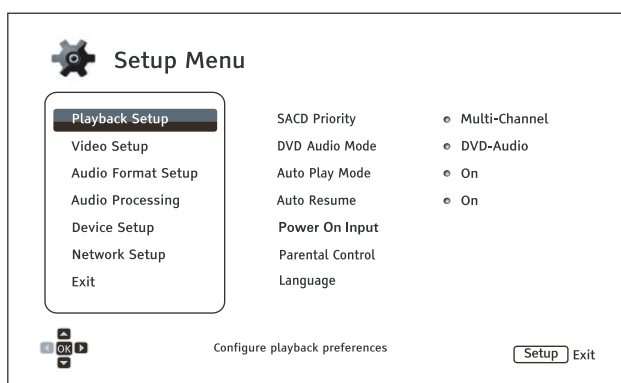 Setup Menu
Playback Setup
Video Setup
Audio Format Setup
Audio Processing
Device Setup
Network Setup
Exit
SACD Priority Multi-Channel
DVD Audio Mode DVD-Audio
Auto Play Mode On
Auto Resume On
Power On Input
Parental Control
Language
OK
Configure playback preferences
Setup Exit